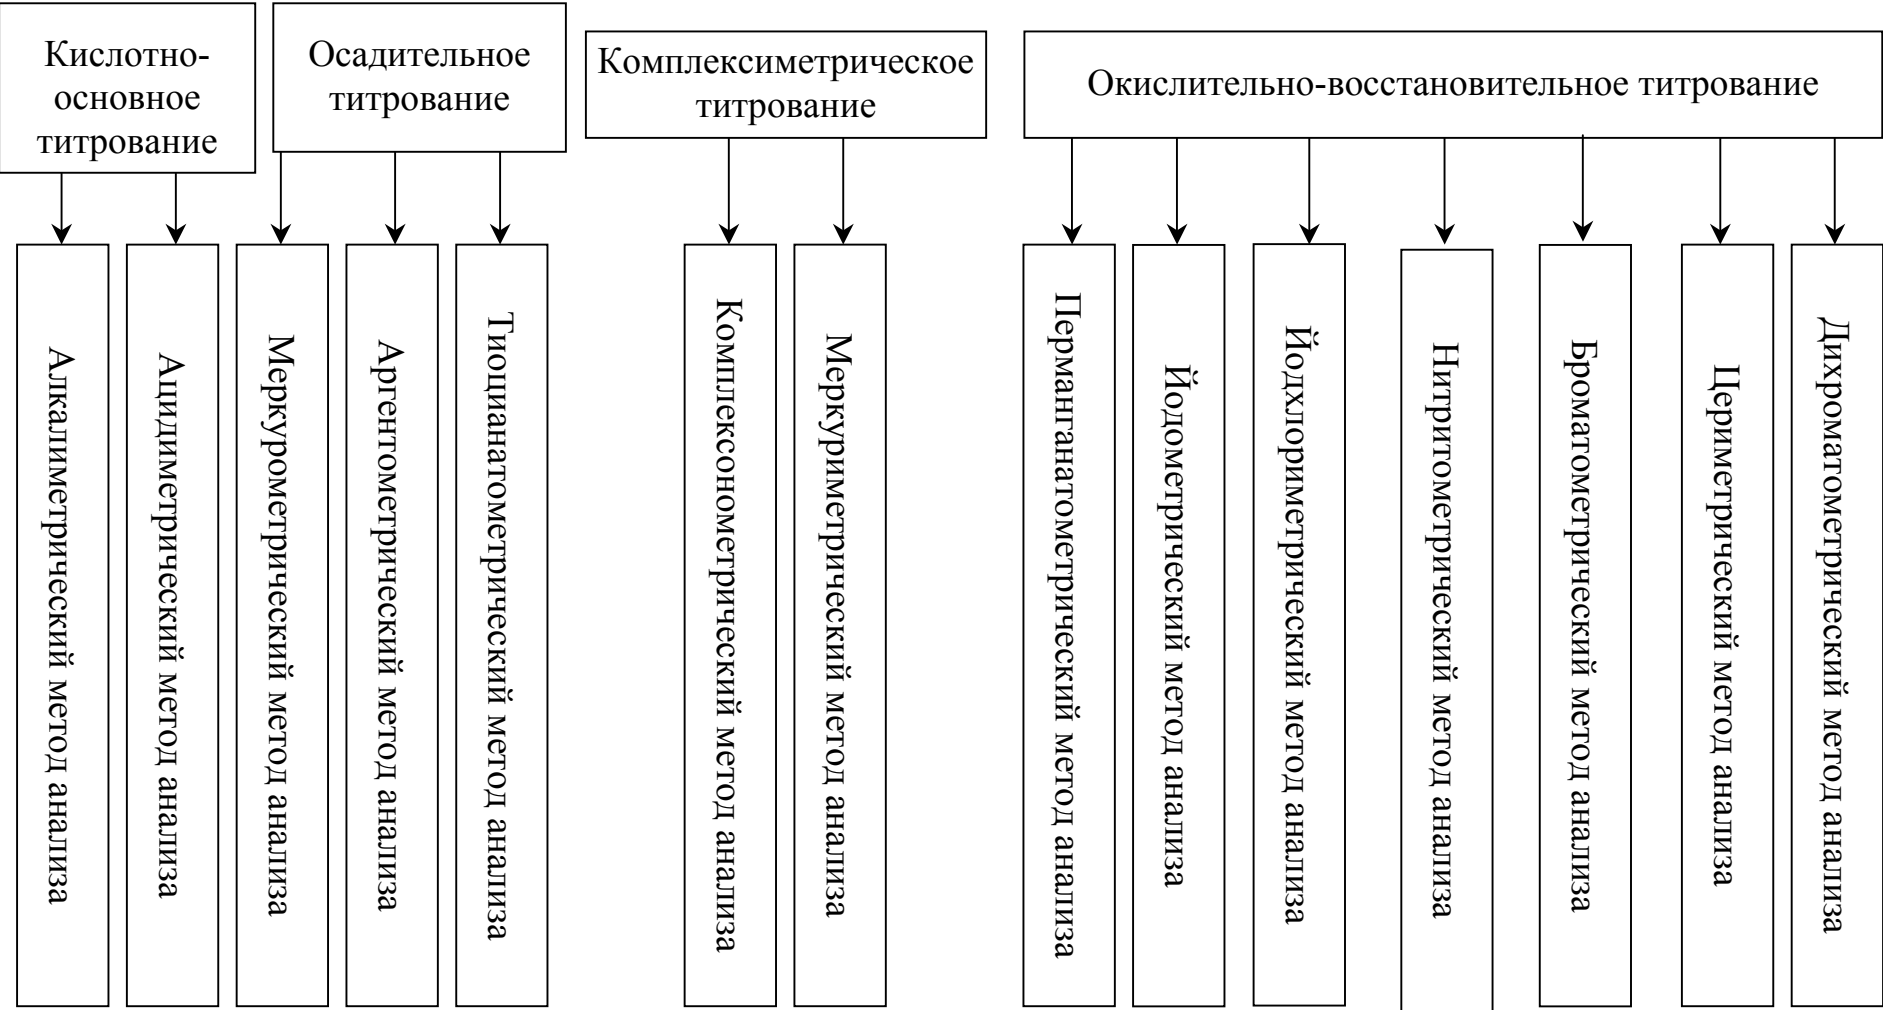 Кислотно-
основное
титрование
Осадительное
титрование
Комплексиметрическое
титрование
Окислительно-восстановительное титрование
Алкалиметрический метод анализа
Ацидиметрический метод анализа
Меркурометрический метод анализа
Аргентометрический метод анализа
Тиоцианатометрический метод анализа
Комплексонометрический метод анализа
Меркуриметрический метод анализа
Перманганатометрический метод анализа
Йодометрический метод анализа
Йодхлориметрический метод анализа
Нитритометрический метод анализа
Броматометрический метод анализа
Цериметрический метод анализа
Дихроматометрический метод анализа